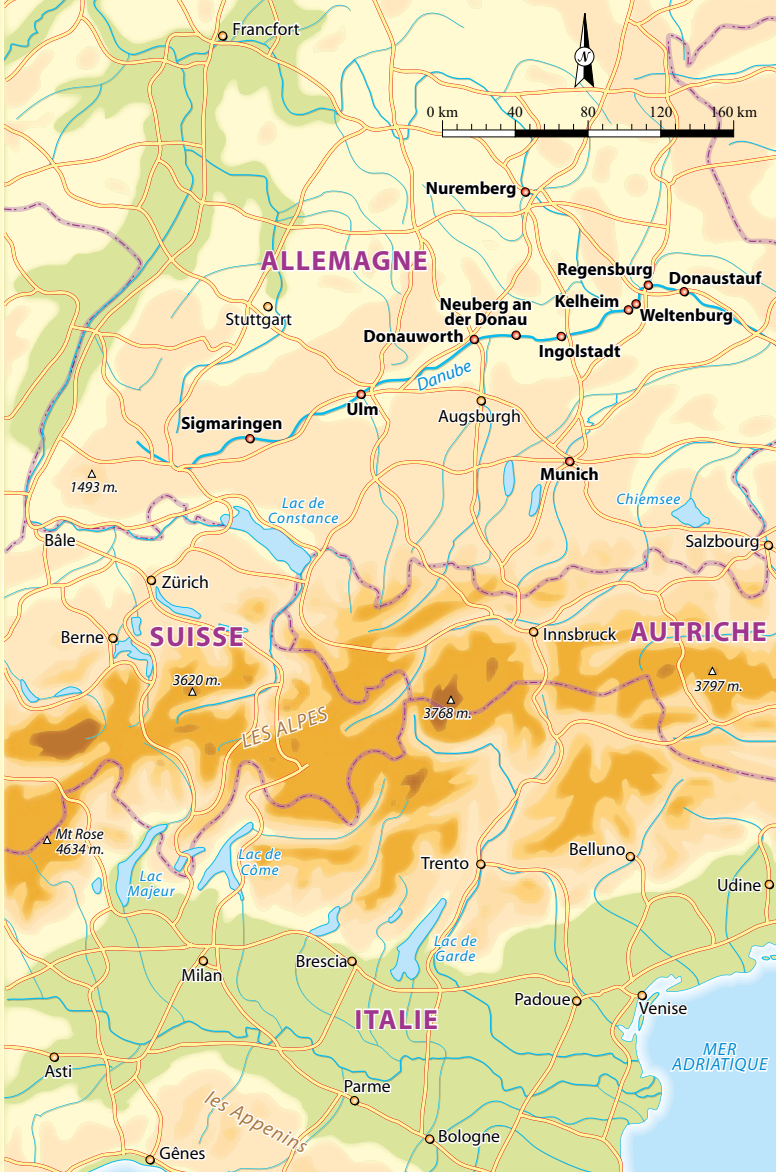 Francfort
N
0 km 40 80 120 160 km
Nuremberg
ALLEMAGNE
Regensburg
Donaustauf
Kelheim
Weltenburg
Neuberg an
der Donau
Donauworth
Ingolstadt
Stuttgart
Danube
Ulm
Augsburgh
Sigmaringen
Munich
1493 m.
Lac de
Constance
Chiemsee
Bâle
Salzbourg
Zürich
Berne
SUISSE
Innsbruck
AUTRICHE
3620 m.
3797 m.
3768 m.
LES ALPES
Mt Rose
4634 m.
Lac
Majeur
Lac de
Côme
Trento
Belluno
Udine
Lac de
Garde
Milan
Brescia
Padoue
Venise
ITALIE
MER
ADRIATIQUE
Asti
Parme
les Appenins
Bologne
Gênes